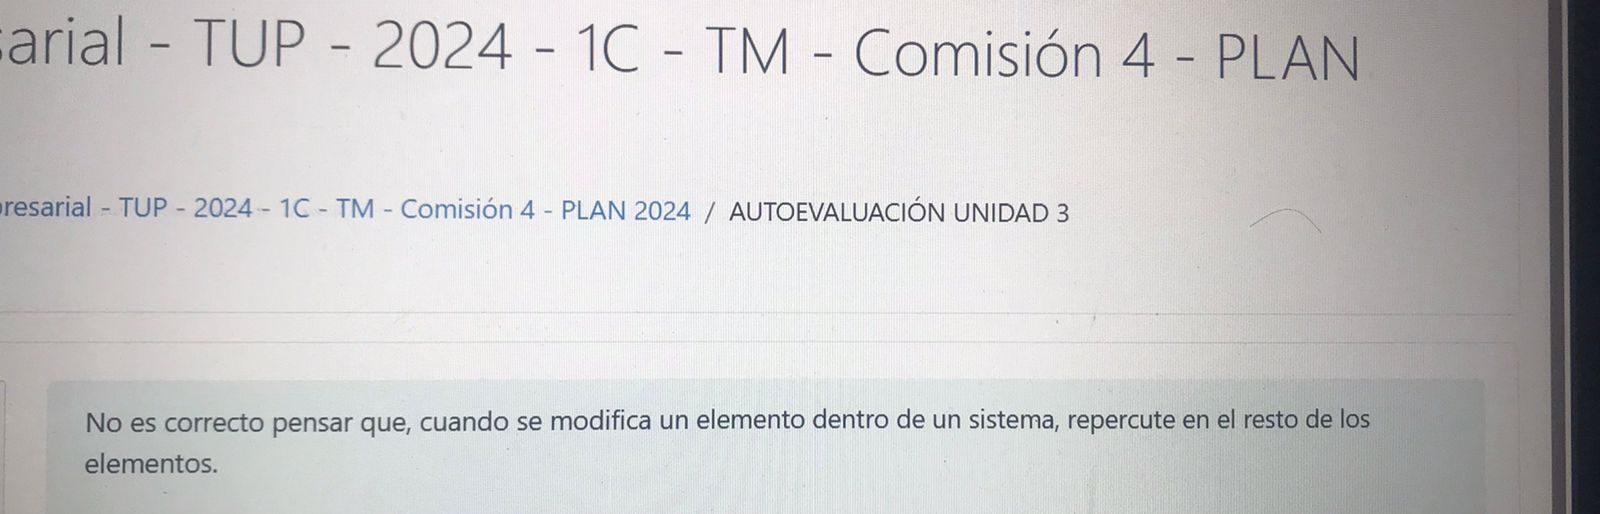 arial - TUP - 2024 - 1C - TM - Comisión 4 - PLAN
resarial - TUP - 2024 - 1C - TM - Comisión 4 - PLAN 2024 / AUTOEVALUACIÓN UNIDAD 3
No es correcto pensar que, cuando se modifica un elemento dentro de un sistema, repercute en el resto de los
elementos.